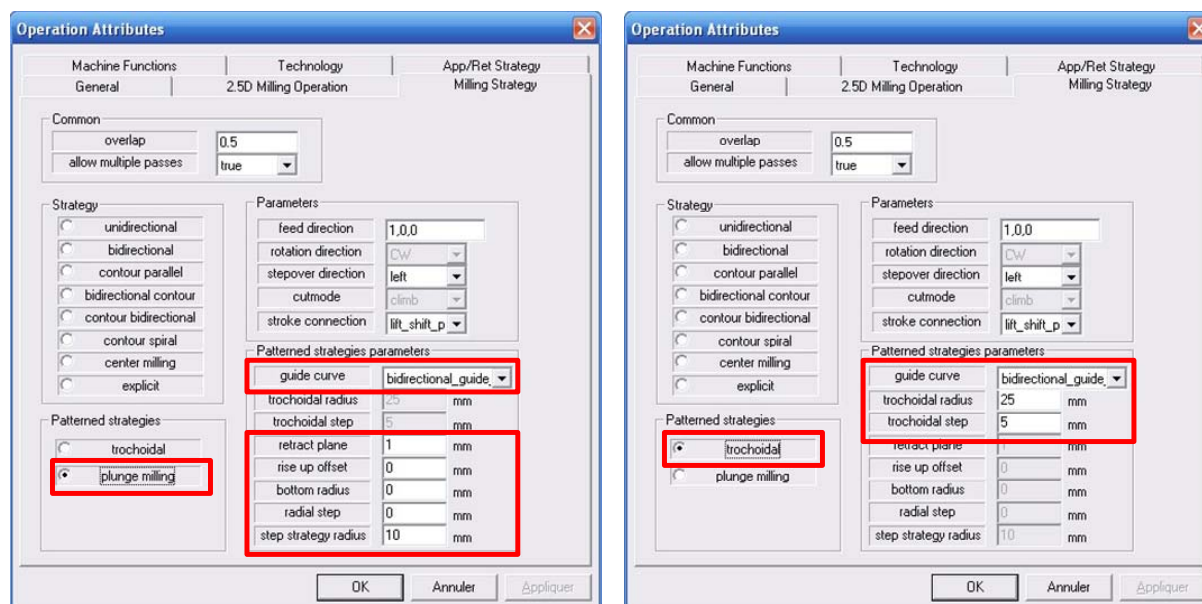 Operation Attributes
Machine Functions Technology App/Ret Strategy
General 2.5D Milling Operation Milling Strategy
Common
overlap 0.5
allow multiple passes true
Strategy
unidirectional
bidirectional
contour parallel
bidirectional contour
contour bidirectional
contour spiral
center milling
explicit
Parameters
feed direction 1,0,0
rotation direction CW
stepover direction left
cutmode climb
stroke connection lift_shift_p
Patterned strategies
trochoidal
plunge milling
Patterned strategies parameters
guide curve bidirectional_guide_
trochoidal radius 25 mm
trochoidal step 5 mm
retract plane 1 mm
rise up offset 0 mm
bottom radius 0 mm
radial step 0 mm
step strategy radius 10 mm
OK Annuler Appliquer
Operation Attributes
Machine Functions Technology App/Ret Strategy
General 2.5D Milling Operation Milling Strategy
Common
overlap 0.5
allow multiple passes true
Strategy
unidirectional
bidirectional
contour parallel
bidirectional contour
contour bidirectional
contour spiral
center milling
explicit
Parameters
feed direction 1,0,0
rotation direction CW
stepover direction left
cutmode climb
stroke connection lift_shift_p
Patterned strategies
trochoidal
plunge milling
Patterned strategies parameters
guide curve bidirectional_guide_
trochoidal radius 25 mm
trochoidal step 5 mm
retract plane 1 mm
rise up offset 0 mm
bottom radius 0 mm
radial step 0 mm
step strategy radius 10 mm
OK Annuler Appliquer